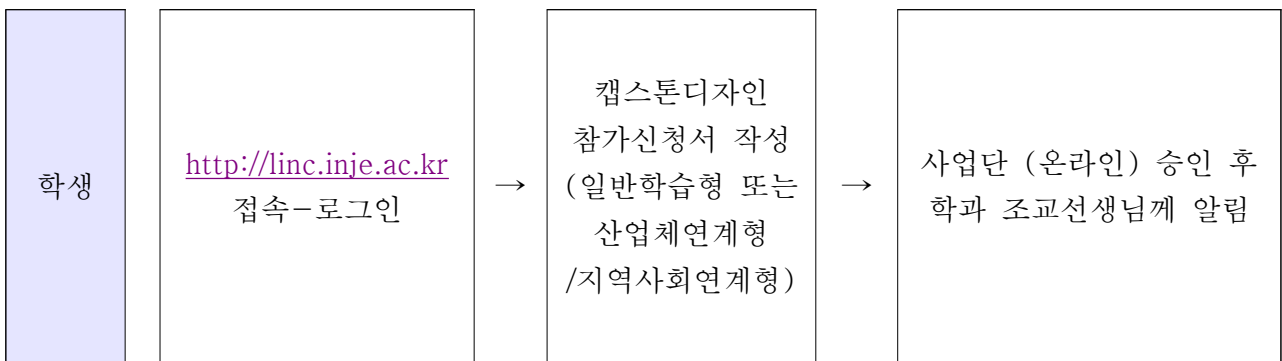 학생
http://linc.inje.ac.kr
접속-로그인
→
캡스톤디자인
참가신청서 작성
(일반학습형 또는
산업체연계형
/지역사회연계형)
→
사업단 (온라인) 승인 후
학과 조교선생님께 알림